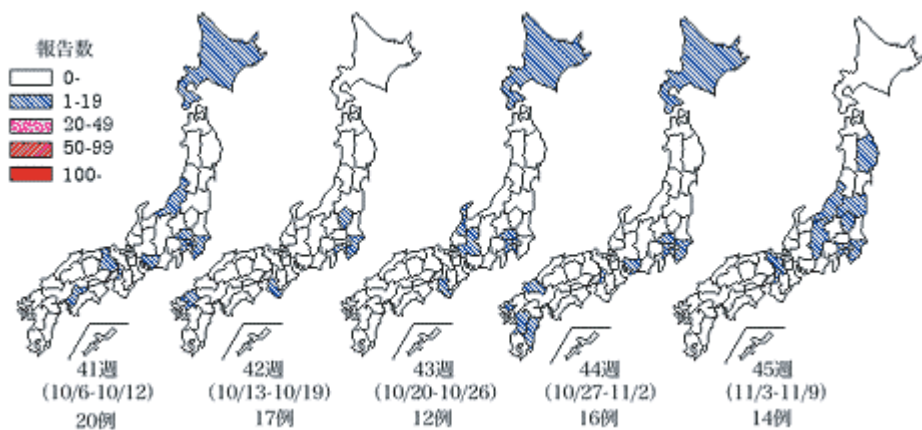 報告数
0-
1-19
20-49
50-99
100-
41週
(10/6-10/12)
20例
42週
(10/13-10/19)
17例
43週
(10/20-10/26)
12例
44週
(10/27-11/2)
16例
45週
(11/3-11/9)
14例